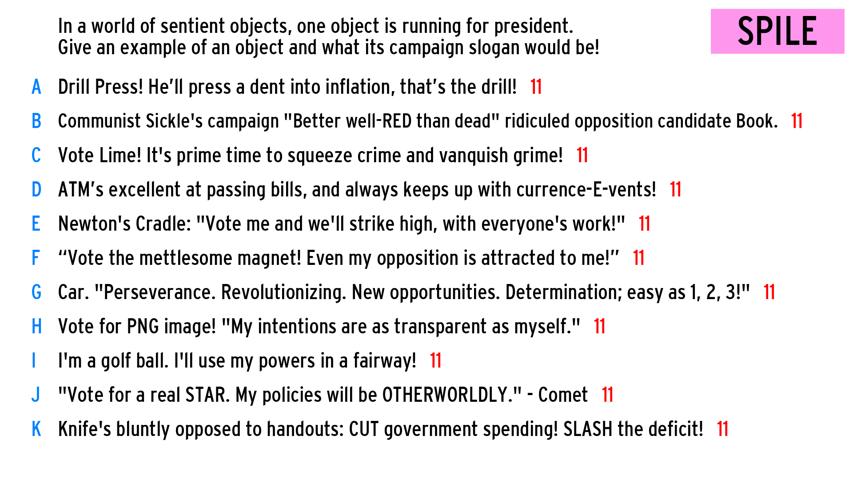 In a world of sentient objects, one object is running for president.
Give an example of an object and what its campaign slogan would be!
SPILE
A Drill Press! He’ll press a dent into inflation, that’s the drill! 11
B Communist Sickle's campaign "Better well-RED than dead" ridiculed opposition candidate Book. 11
C Vote Lime! It's prime time to squeeze crime and vanquish grime! 11
D ATM’s excellent at passing bills, and always keeps up with currence-E-vents! 11
E Newton's Cradle: "Vote me and we'll strike high, with everyone's work!" 11
F “Vote the mettlesome magnet! Even my opposition is attracted to me!” 11
G Car. "Perseverance. Revolutionizing. New opportunities. Determination; easy as 1, 2, 3!" 11
H Vote for PNG image! "My intentions are as transparent as myself." 11
I I'm a golf ball. I'll use my powers in a fairway! 11
J "Vote for a real STAR. My policies will be OTHERWORLDLY." - Comet 11
K Knife's bluntly opposed to handouts: CUT government spending! SLASH the deficit! 11